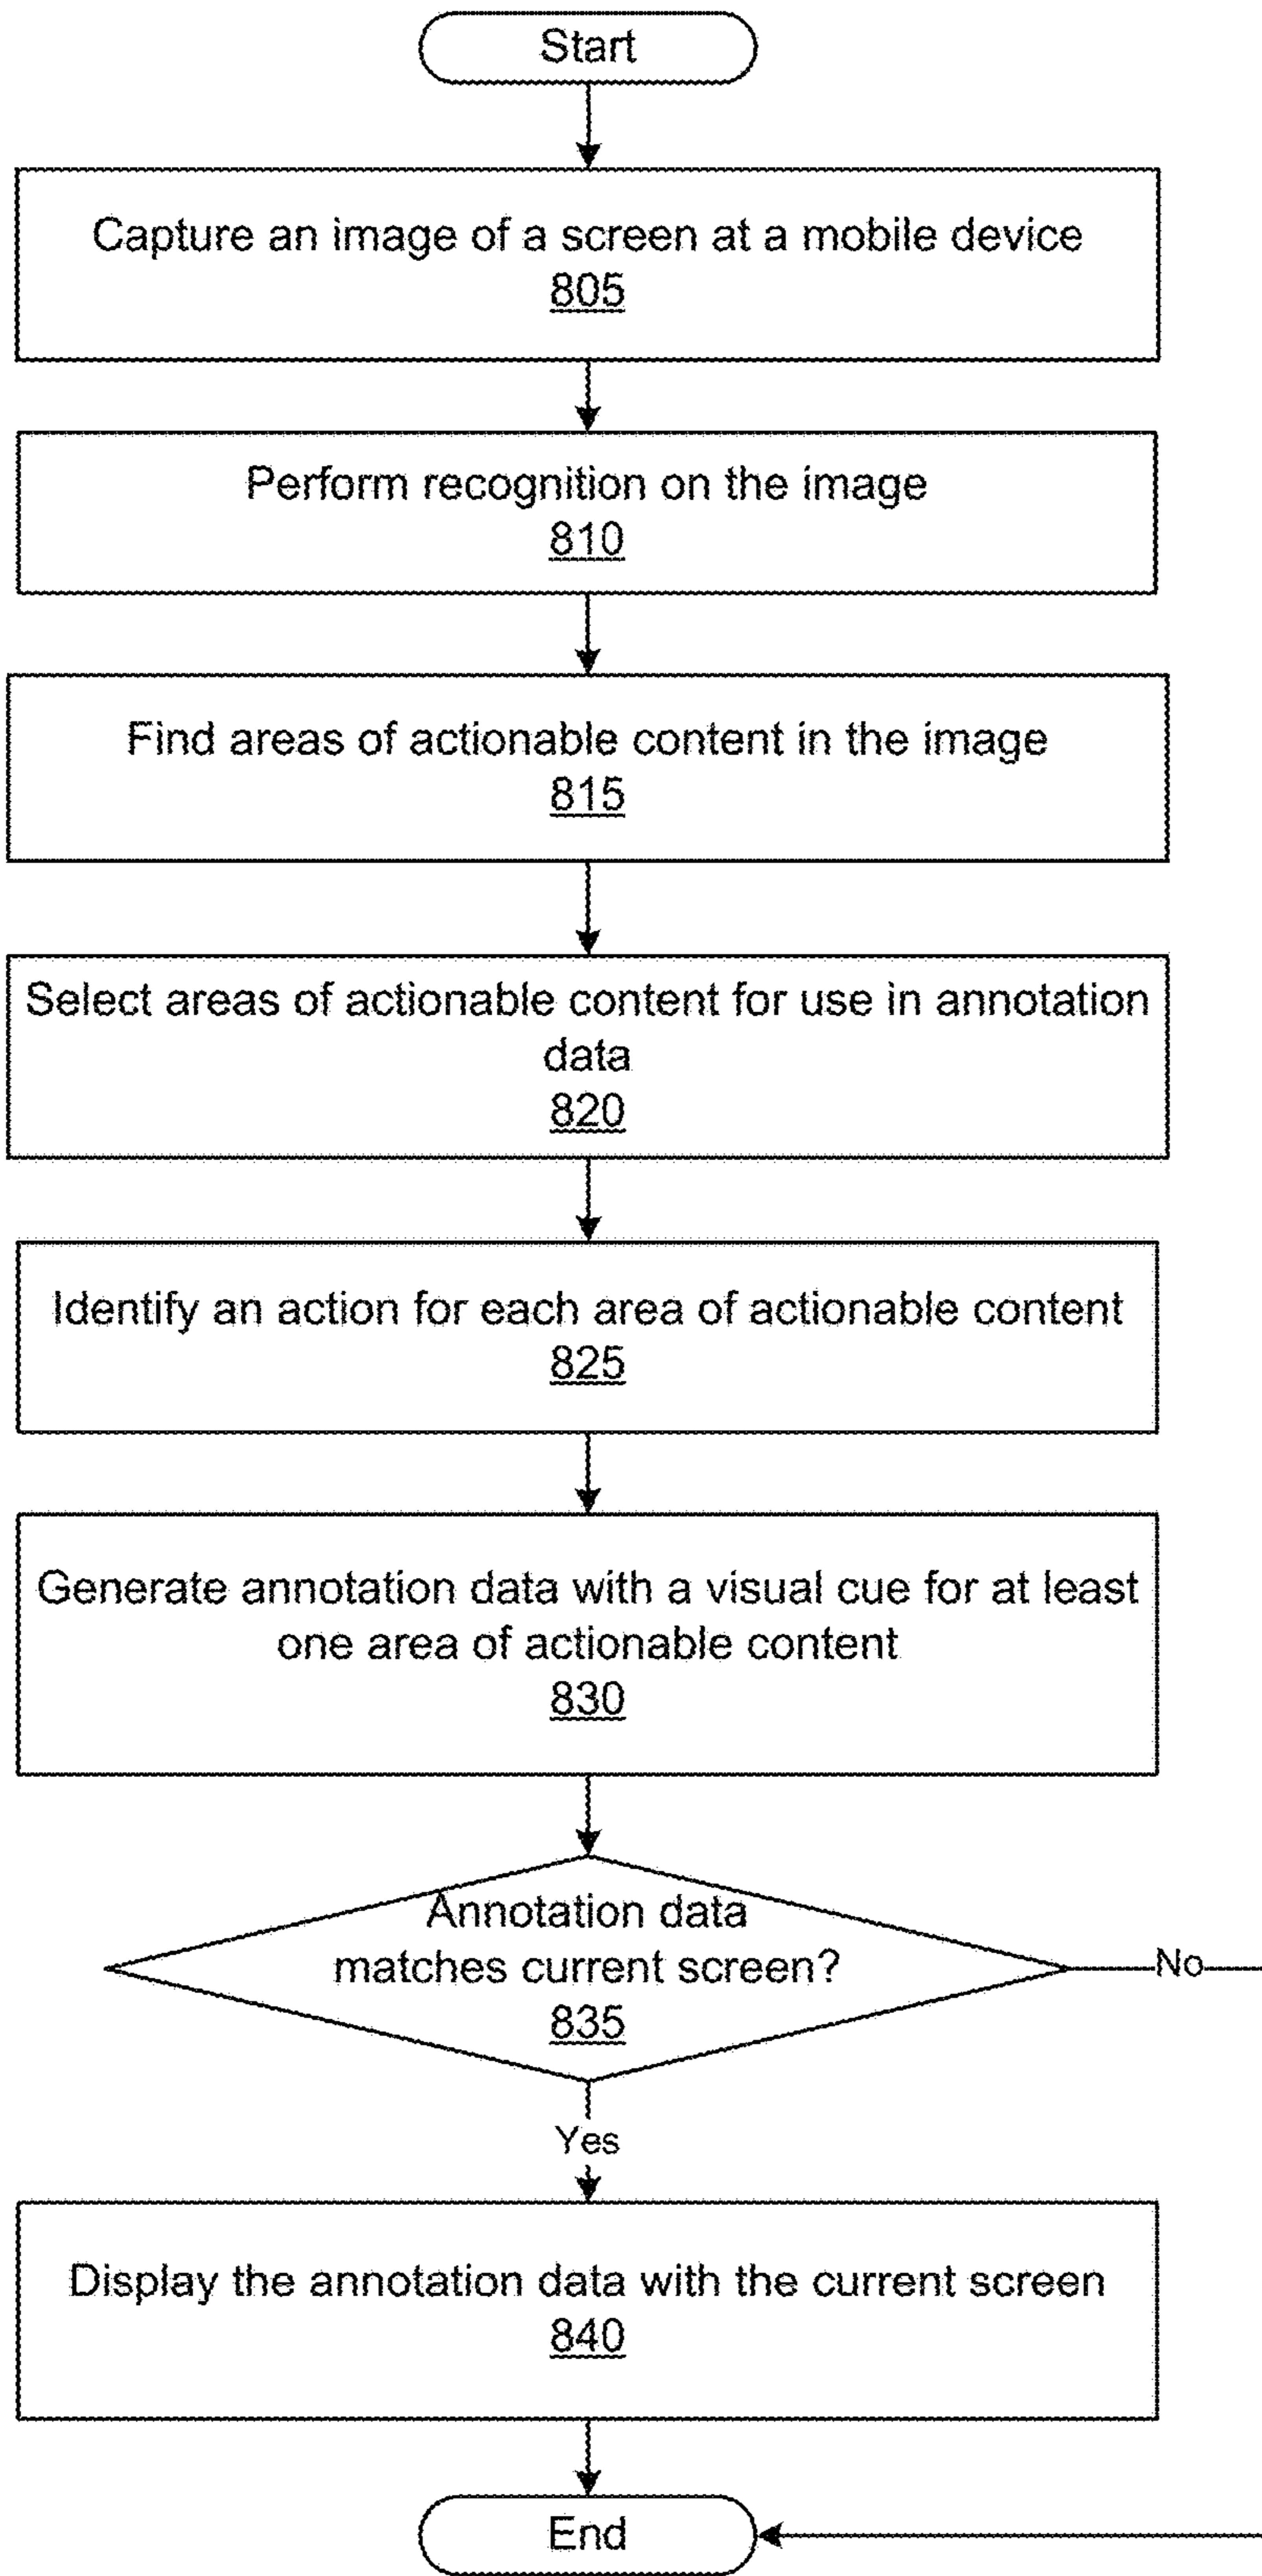 Start
Capture an image of a screen at a mobile device
805
Perform recognition on the image
810
Find areas of actionable content in the image
815
Select areas of actionable content for use in annotation
data
820
Identify an action for each area of actionable content
825
Generate annotation data with a visual cue for at least
one area of actionable content
830
Annotation data
matches current screen?
835
No
Yes
Display the annotation data with the current screen
840
End